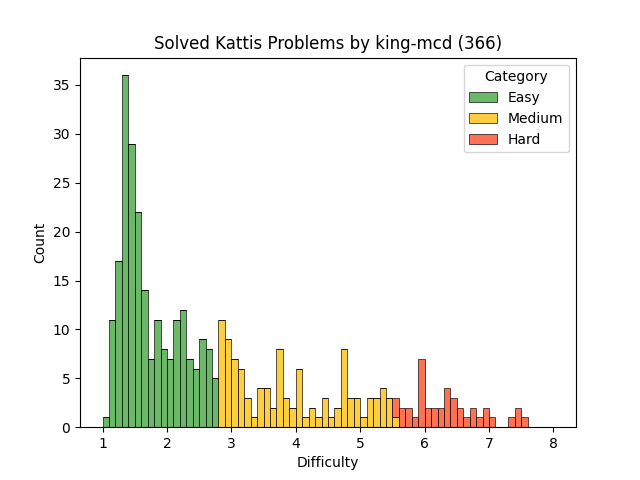 Solved Kattis Problems by king-mcd (366)
Category
Easy
Medium
Hard
35
30
25
20
15
10
5
0
Count
1 2 3 4 5 6 7 8
Difficulty